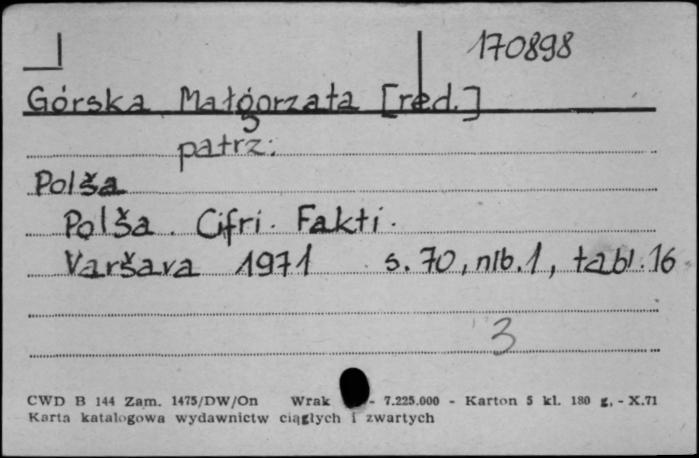 170898
Górska Małgorzata [red.]
patrz:
Polša
Polša. Cifri. Fakti.
Varšava 1971 s. 70, nlb. 1, tabl. 16
3
CWD B 144 Zam. 1475/DW/On Wrak - 7.225.000 - Karton 5 kl. 180 g. - X.71
Karta katalogowa wydawnictw ciągłych i zwartych